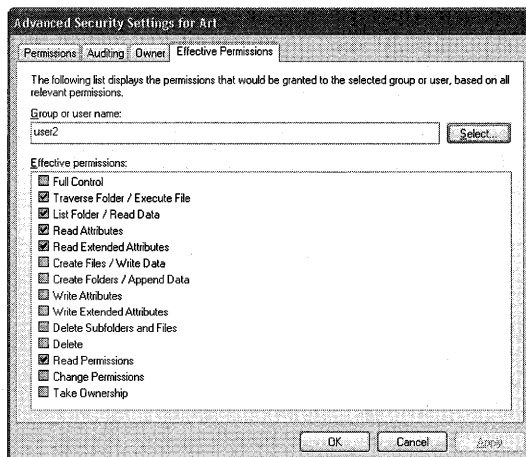 Advanced Security Settings for Art
Permissions Auditing Owner Effective Permissions
The following list displays the permissions that would be granted to the selected group or user, based on all
relevant permissions.
Group or user name:
user2
Select...
Effective permissions:
Full Control
Traverse Folder / Execute File
List Folder / Read Data
Read Attributes
Read Extended Attributes
Create Files / Write Data
Create Folders / Append Data
Write Attributes
Write Extended Attributes
Delete Subfolders and Files
Delete
Read Permissions
Change Permissions
Take Ownership
OK Cancel Apply